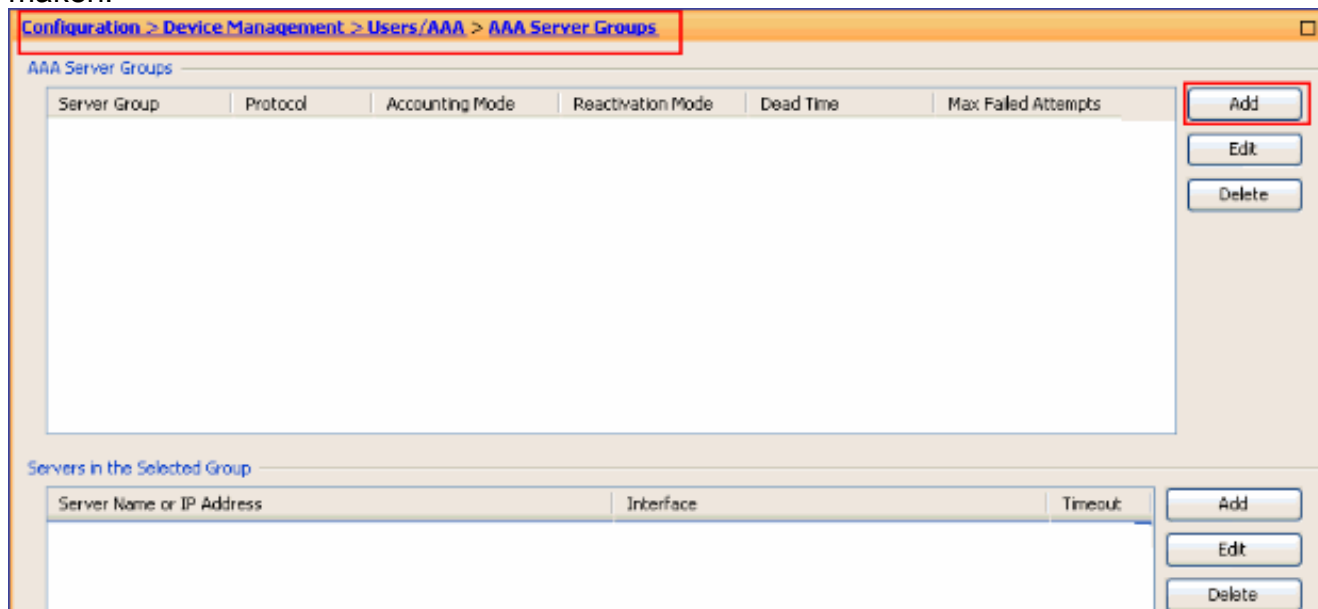 maken.
Configuration > Device Management > Users/AAA > AAA Server Groups
AAA Server Groups
Server Group Protocol Accounting Mode Reactivation Mode Dead Time Max Failed Attempts
Add
Edit
Delete
Servers in the Selected Group
Server Name or IP Address Interface Timeout
Add
Edit
Delete